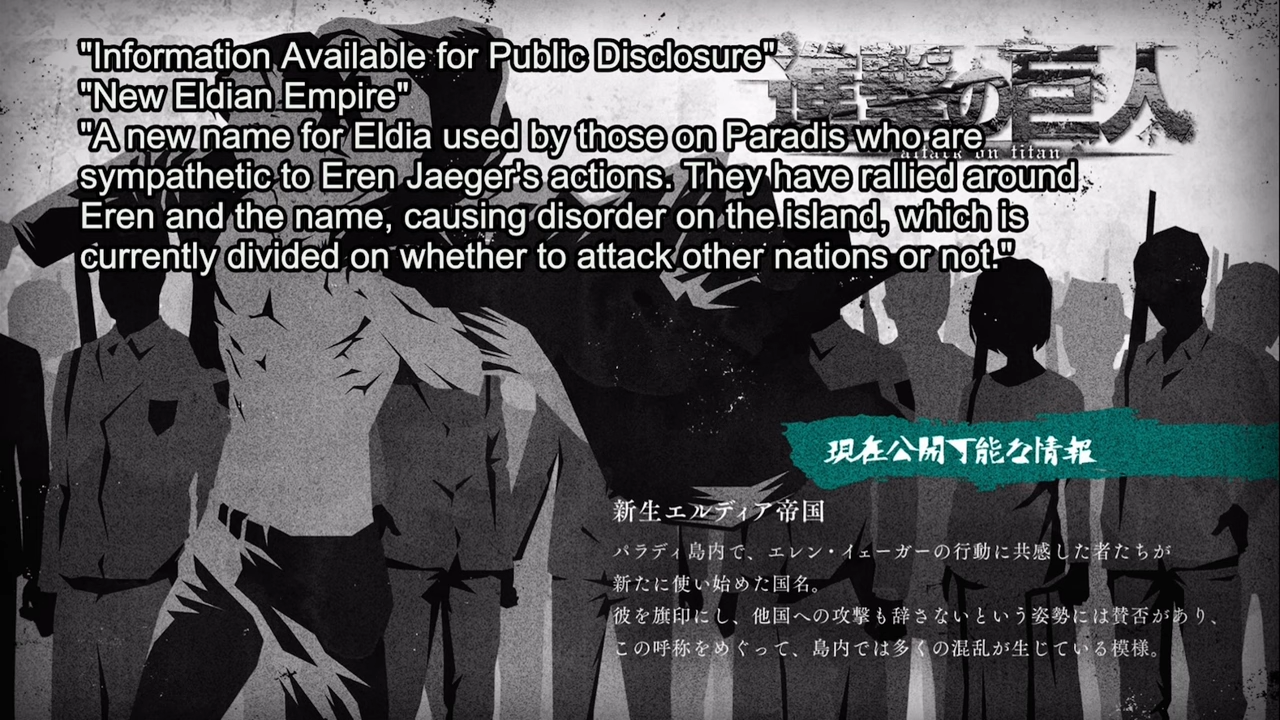 "Information Available for Public Disclosure"
"New Eldian Empire"
"A new name for Eldia used by those on Paradis who are
sympathetic to Eren Jaeger's actions. They have rallied around
Eren and the name, causing disorder on the island, which is
currently divided on whether to attack other nations or not."
進撃の巨人
attack on titan
現在公開可能な情報
新生エルディア帝国
パラディ島内で、エレン・イェーガーの行動に共感した者たちが
新たに使い始めた国名。
彼を旗印にし、他国への攻撃も辞さないという姿勢には賛否があり、
この呼称をめぐって、島内では多くの混乱が生じている模様。